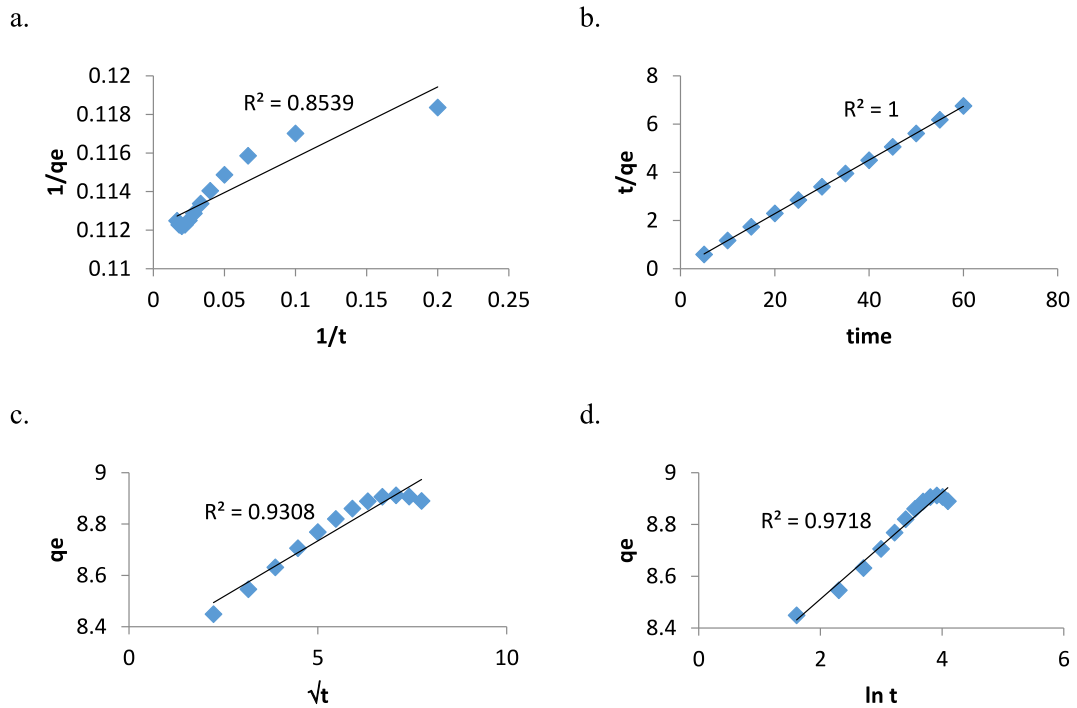 a.
0.12
0.118
0.116
0.114
0.112
0.11
1/qe
R² = 0.8539
0 0.05 0.1 0.15 0.2 0.25
1/t
b.
8
6
4
2
0
t/qe
R² = 1
0 20 40 60 80
time
c.
9
8.8
8.6
8.4
qe
R² = 0.9308
0 5 10
√t
d.
9
8.8
8.6
8.4
qe
R² = 0.9718
0 2 4 6
ln t